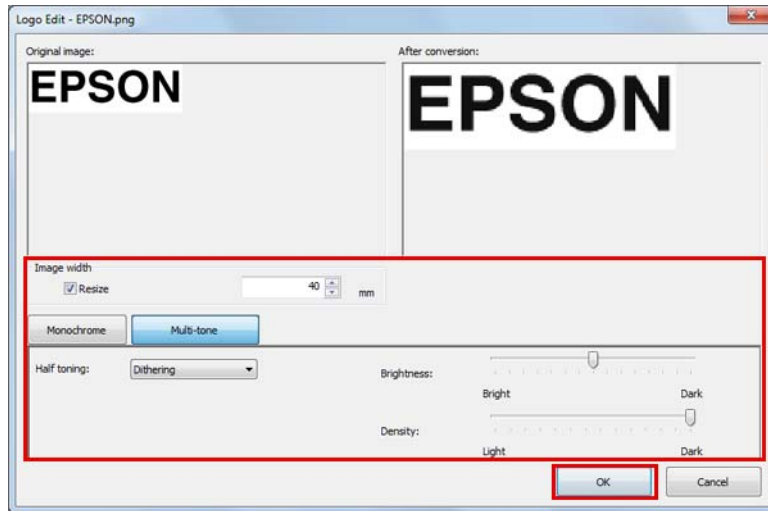 Logo Edit - EPSON.png
Original image:
After conversion:
EPSON
EPSON
Image width
Resize
40
mm
Monochrome
Multi-tone
Half toning:
Dithering
Brightness:
Bright
Dark
Density:
Light
Dark
OK
Cancel